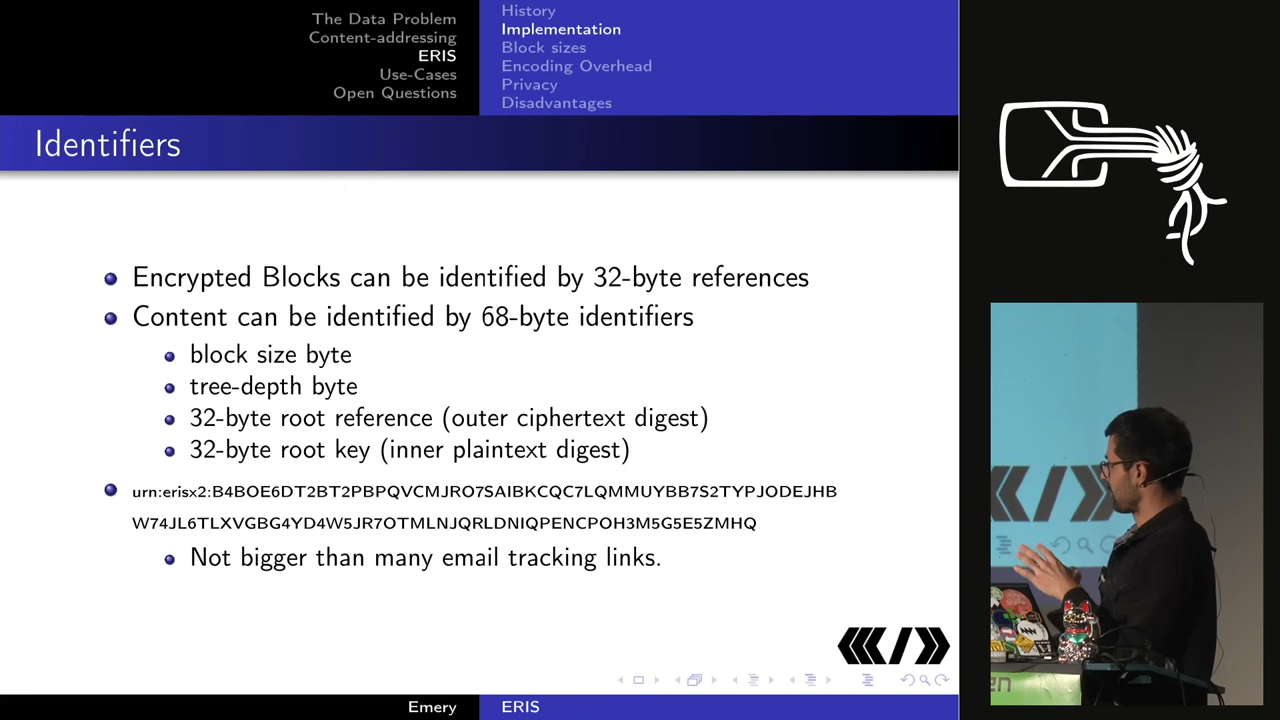 The Data Problem
Content-addressing
ERIS
Use-Cases
Open Questions
History
Implementation
Block sizes
Encoding Overhead
Privacy
Disadvantages
Identifiers
Encrypted Blocks can be identified by 32-byte references
Content can be identified by 68-byte identifiers
block size byte
tree-depth byte
32-byte root reference (outer ciphertext digest)
32-byte root key (inner plaintext digest)
urn:erisx2:B4BOE6DT2BT2PBPQVCMJRO7SAIBKCQC7LQMMUYBB7S2TYPJODEJHB
W74JL6TLXVGBG4YD4W5JR7OTMLNJQRLDNIQPENCPOH3M5G5E5ZMHQ
Not bigger than many email tracking links.
Emery
ERIS